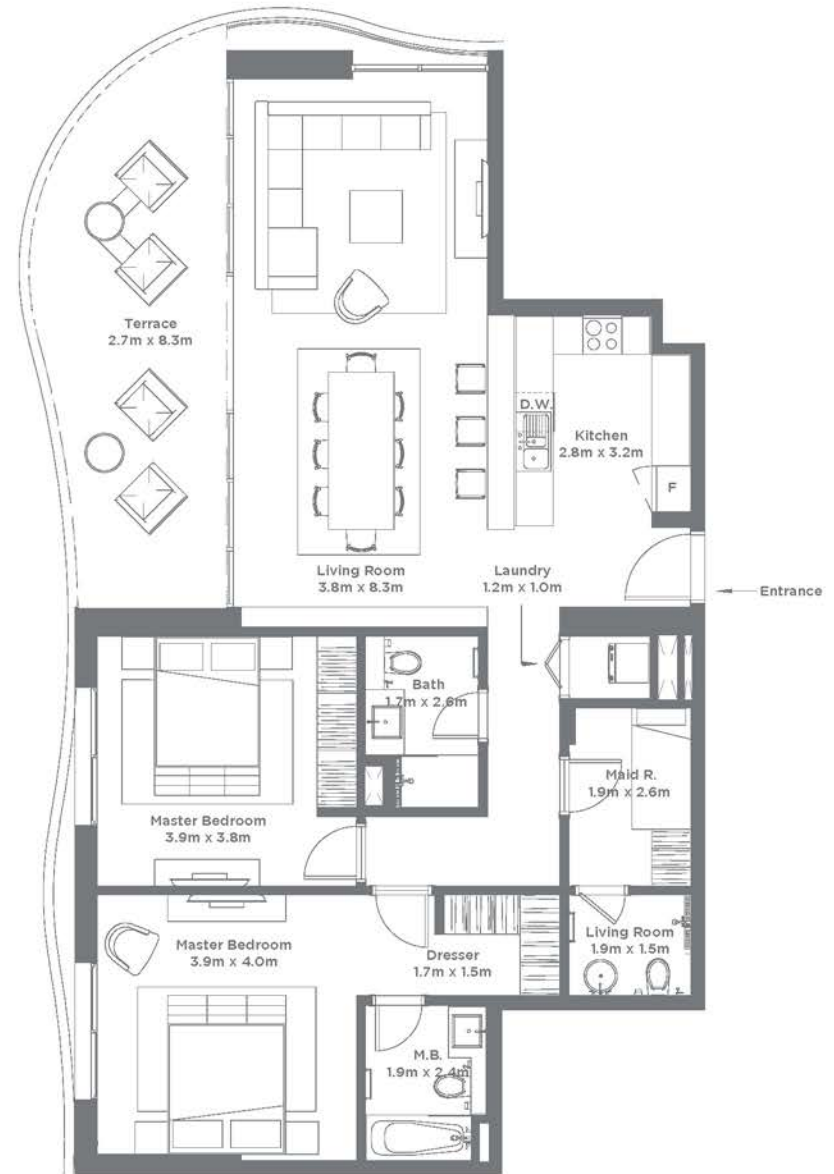 Terrace
2.7m x 8.3m
D.W.
Kitchen
2.8m x 3.2m
F
Living Room
3.8m x 8.3m
Laundry
1.2m x 1.0m
Entrance
Bath
1.7m x 2.6m
Maid R.
1.9m x 2.6m
Master Bedroom
3.9m x 3.8m
Living Room
1.9m x 1.5m
Master Bedroom
3.9m x 4.0m
Dresser
1.7m x 1.5m
M.B.
1.9m x 2.4m